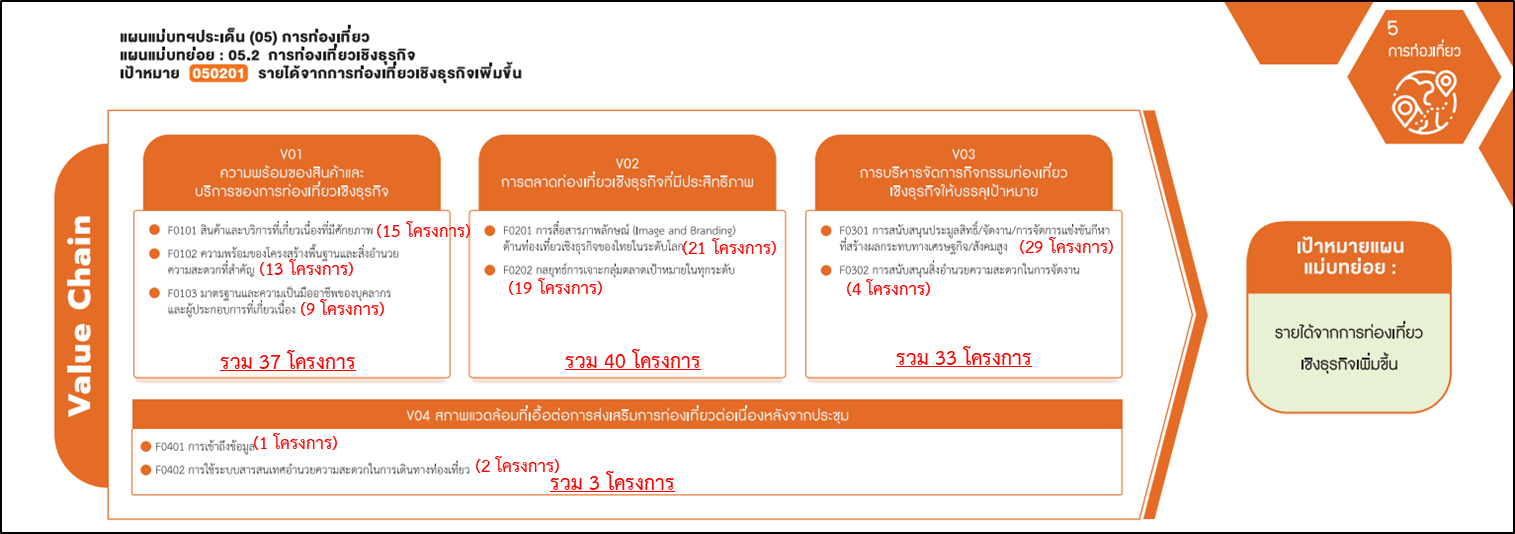 แผนแม่บทฯประเด็น (05) การท่องเที่ยว
แผนแม่บทย่อย : 05.2 การท่องเที่ยวเชิงธุรกิจ
เป้าหมาย 050201 รายได้จากการท่องเที่ยวเชิงธุรกิจเพิ่มขึ้น
5
การท่องเที่ยว
Value Chain
V01
ความพร้อมของสินค้าและ
บริการของการท่องเที่ยวเชิงธุรกิจ
F0101 สินค้าและบริการที่เกี่ยวเนื่องที่มีศักยภาพ (15 โครงการ)
F0102 ความพร้อมของโครงสร้างพื้นฐานและสิ่งอำนวย
ความสะดวกที่สำคัญ (13 โครงการ)
F0103 มาตรฐานและความเป็นมืออาชีพของบุคลากร
และผู้ประกอบการที่เกี่ยวเนื่อง (9 โครงการ)
รวม 37 โครงการ
V02
การตลาดท่องเที่ยวเชิงธุรกิจที่มีประสิทธิภาพ
F0201 การสื่อสารภาพลักษณ์ (Image and Branding)
ด้านท่องเที่ยวเชิงธุรกิจของไทยในระดับโลก (21 โครงการ)
F0202 กลยุทธ์การเจาะกลุ่มตลาดเป้าหมายในทุกระดับ
(19 โครงการ)
รวม 40 โครงการ
V03
การบริหารจัดการกิจกรรมท่องเที่ยว
เชิงธุรกิจให้บรรลุเป้าหมาย
F0301 การสนับสนุนประมูลสิทธิ์/จัดงาน/การจัดการแข่งขันกีฬา
ที่สร้างผลกระทบทางเศรษฐกิจ/สังคมสูง (29 โครงการ)
F0302 การสนับสนุนสิ่งอำนวยความสะดวกในการจัดงาน
(4 โครงการ)
รวม 33 โครงการ
V04 สภาพแวดล้อมที่เอื้อต่อการส่งเสริมการท่องเที่ยวต่อเนื่องหลังจากประชุม
F0401 การเข้าถึงข้อมูล (1 โครงการ)
F0402 การใช้ระบบสารสนเทศอำนวยความสะดวกในการเดินทางท่องเที่ยว (2 โครงการ)
รวม 3 โครงการ
เป้าหมายแผน
แม่บทย่อย :
รายได้จากการท่องเที่ยว
เชิงธุรกิจเพิ่มขึ้น